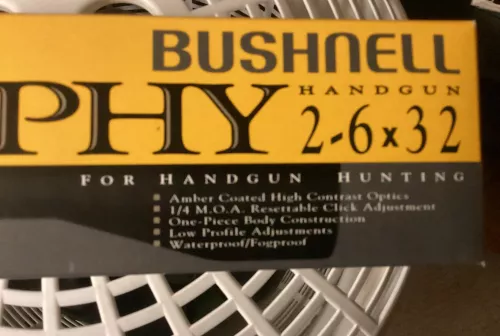 BUSHNELL
PHY HANDGUN
2-6x32
FOR HANDGUN HUNTING
Amber Coated High Contrast Optics
1/4 M.O.A. Resettable Click Adjustment
One-Piece Body Construction
Low Profile Adjustments
Waterproof/Fogproof